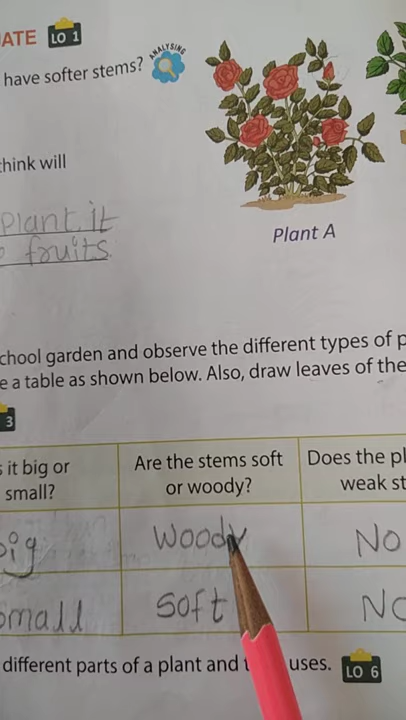 ATE LO 1
ANALYSING
have softer stems?
think will
Plant it
fruits
Plant A
chool garden and observe the different types of p
e a table as shown below. Also, draw leaves of the
3
it big or small?
Are the stems soft or woody?
Does the pl
weak st
big
Woody
No
small
Soft
No
different parts of a plant and uses. LO 6